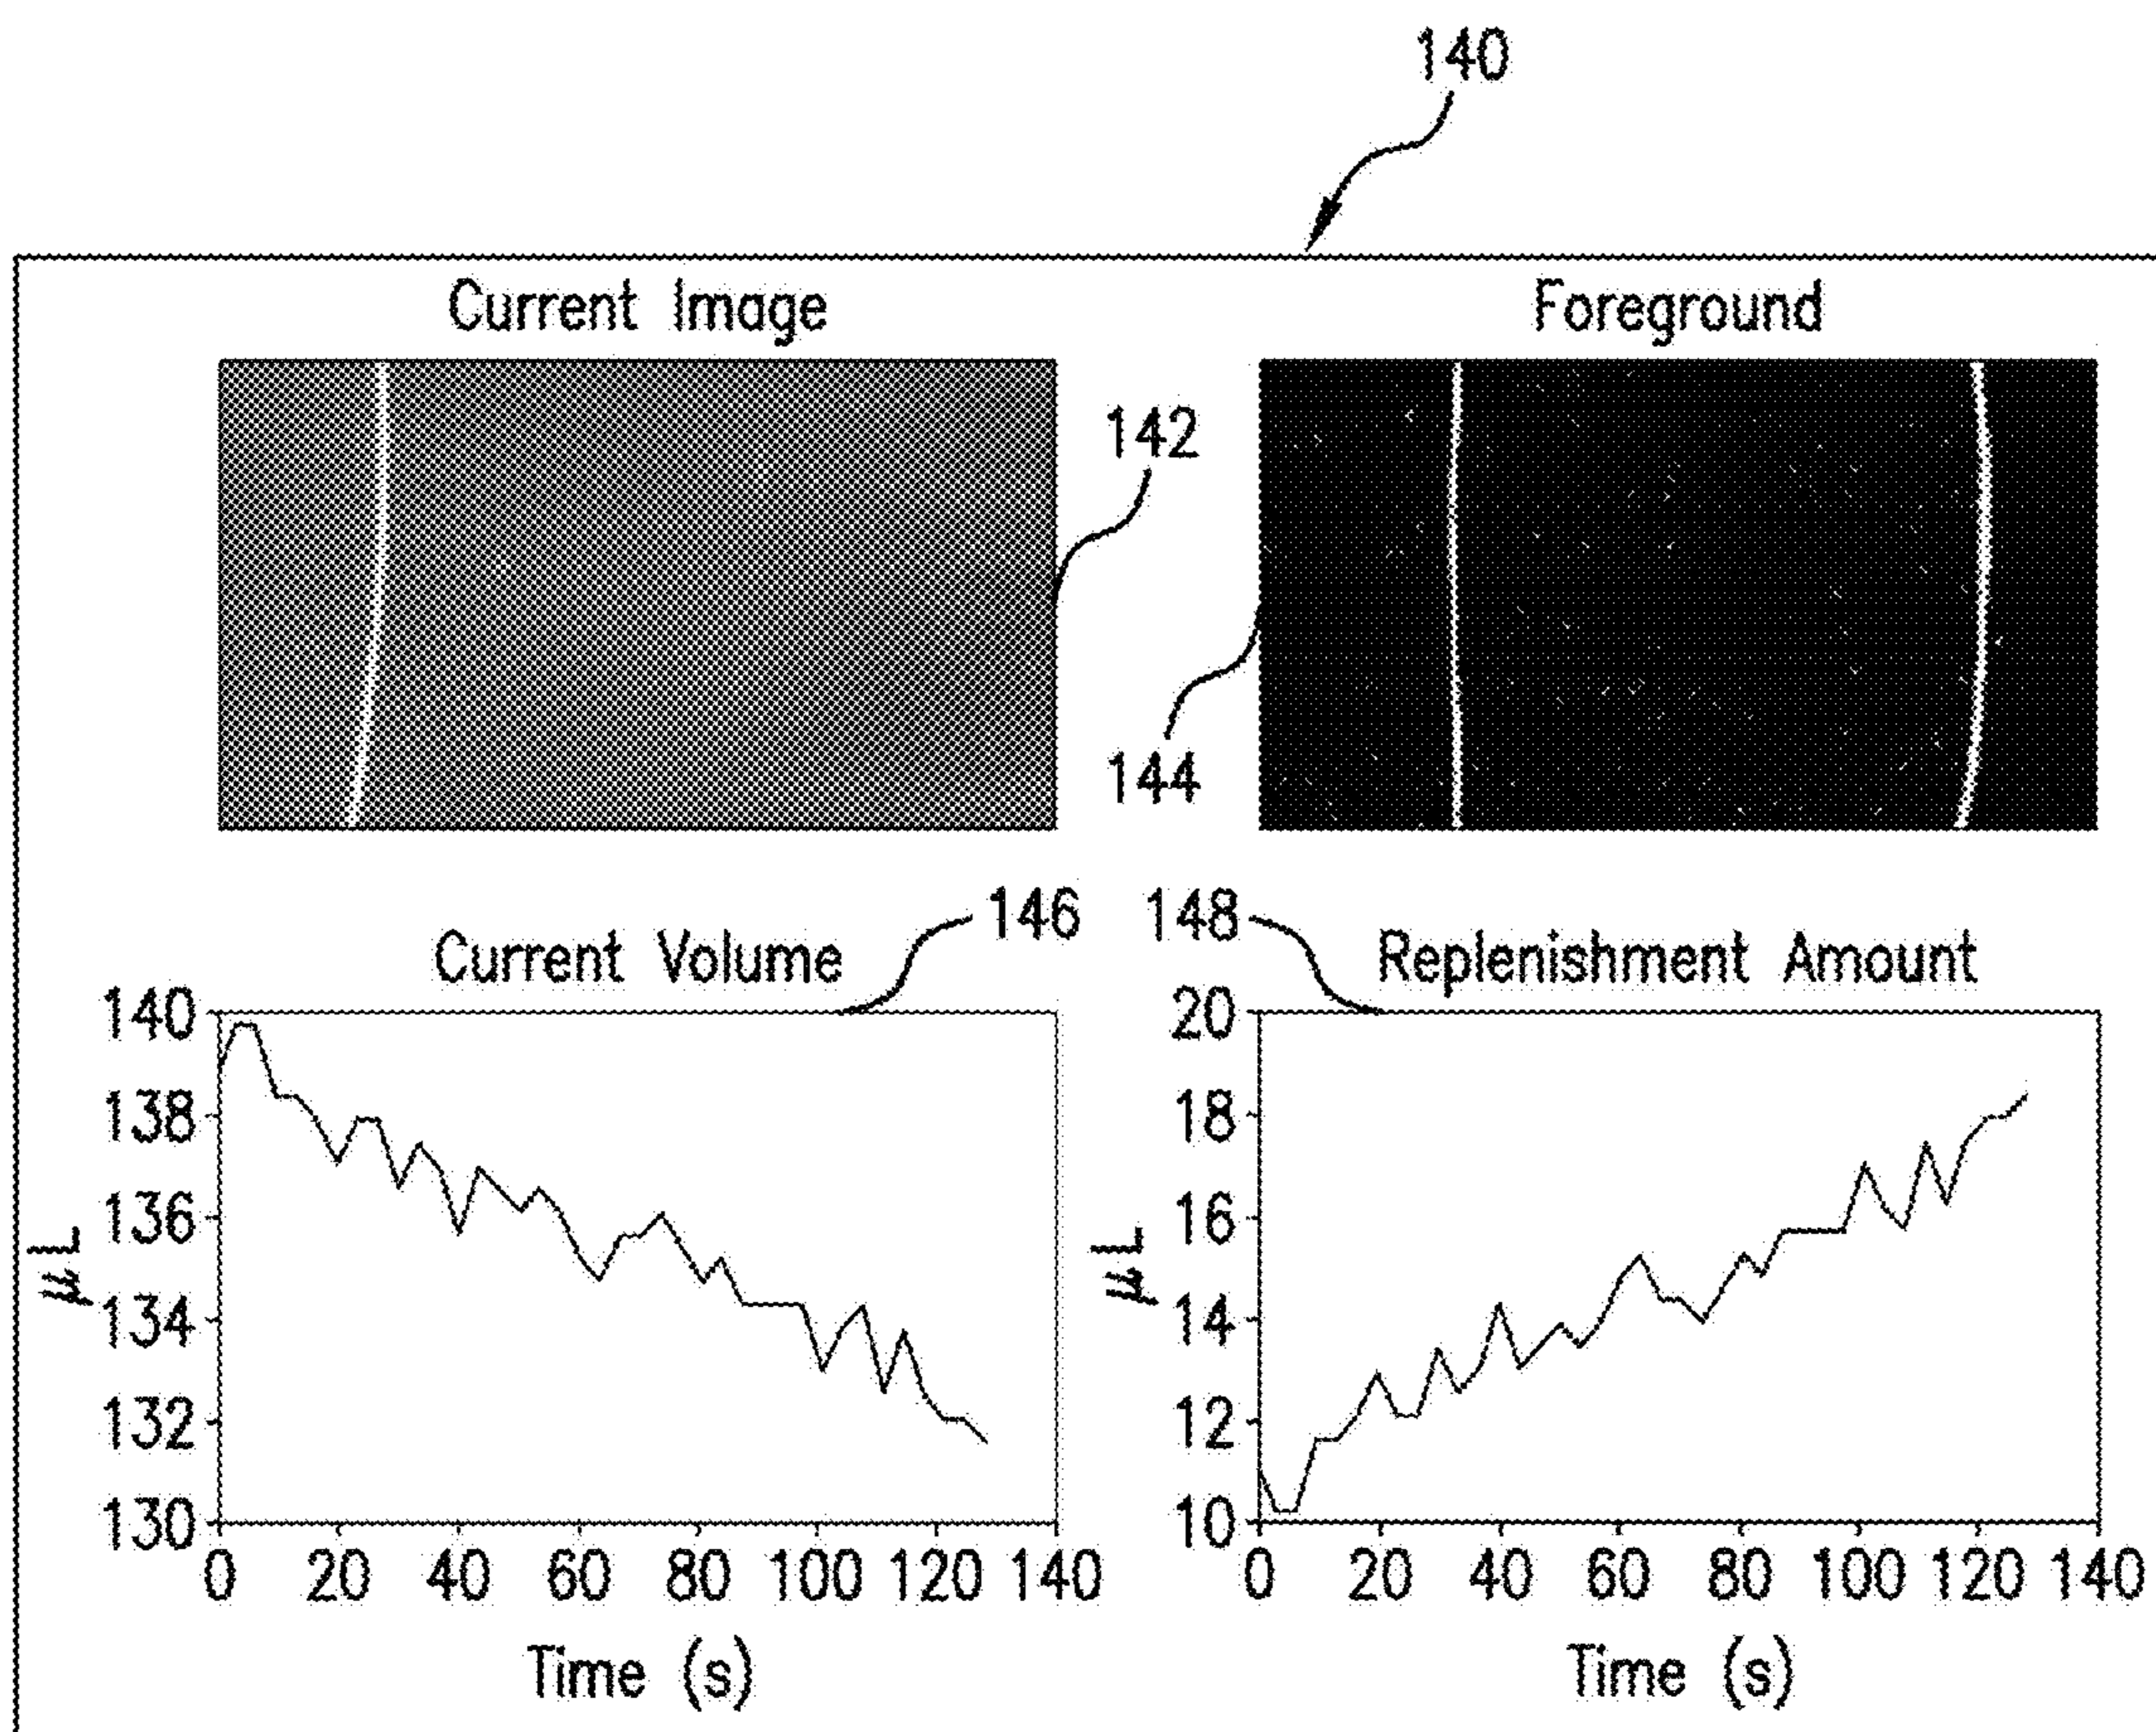 140
Current Image
Foreground
142
144
146
148
Current Volume
Replenishment Amount
140
138
136
134
132
130
μL
0 20 40 60 80 100 120 140
Time (s)
20
18
16
14
12
10
μL
0 20 40 60 80 100 120 140
Time (s)